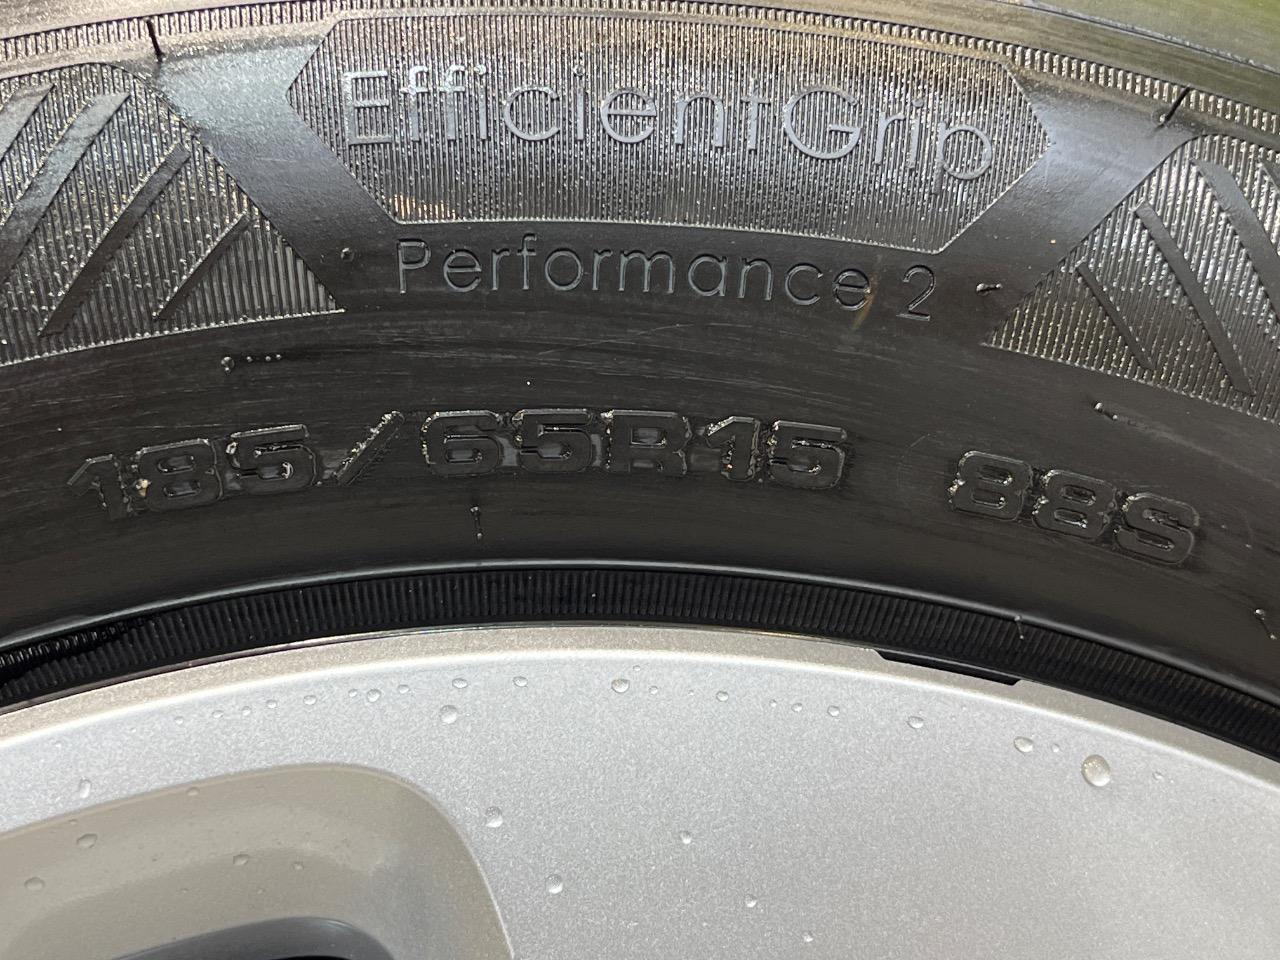 EfficientGrip
Performance 2
185/65R15 88S